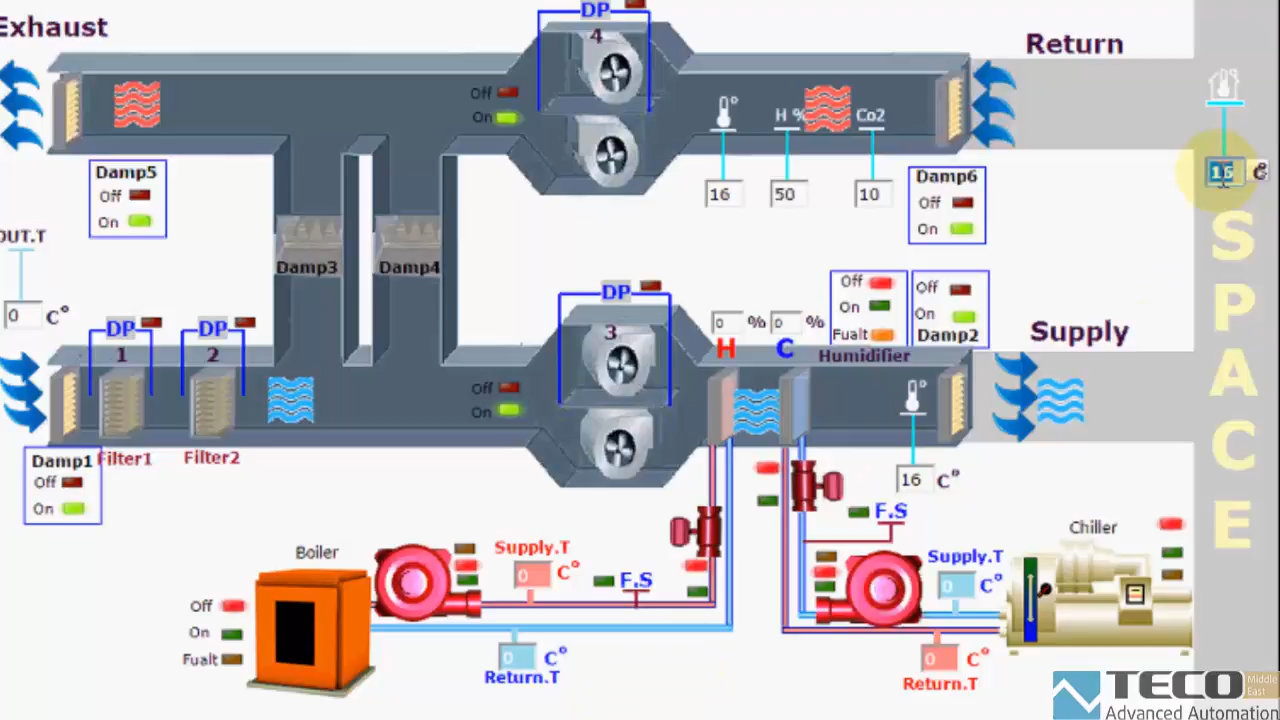 Exhaust
DP
4
Return
Off
On
H %
Co2
16
50
10
16 C
Damp5
Off
On
Damp6
Off
On
OUT.T
0 C°
Damp3
Damp4
DP
1
DP
2
DP
3
Off
On
0 %
0 %
H
C
Off
On
Fualt
Humidifier
Off
On
Damp2
Supply
SPACE
Damp1
Off
On
Filter1
Filter2
16 C°
F.S
Chiller
Boiler
Supply.T
0 C°
F.S
Supply.T
0 C°
Off
On
Fualt
0 C°
Return.T
0 C°
Return.T
TECO
Middle
East
Advanced Automation